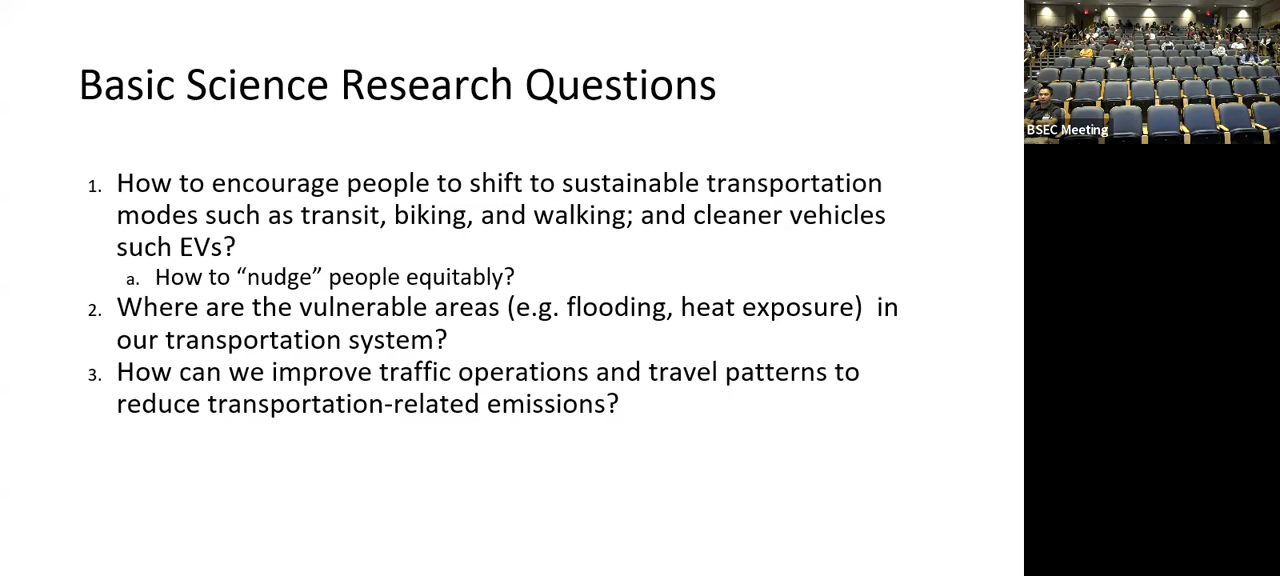 Basic Science Research Questions
1. How to encourage people to shift to sustainable transportation
modes such as transit, biking, and walking; and cleaner vehicles
such EVs?
a. How to “nudge” people equitably?
2. Where are the vulnerable areas (e.g. flooding, heat exposure)  in
our transportation system?
3. How can we improve traffic operations and travel patterns to
reduce transportation-related emissions?
BSEC Meeting